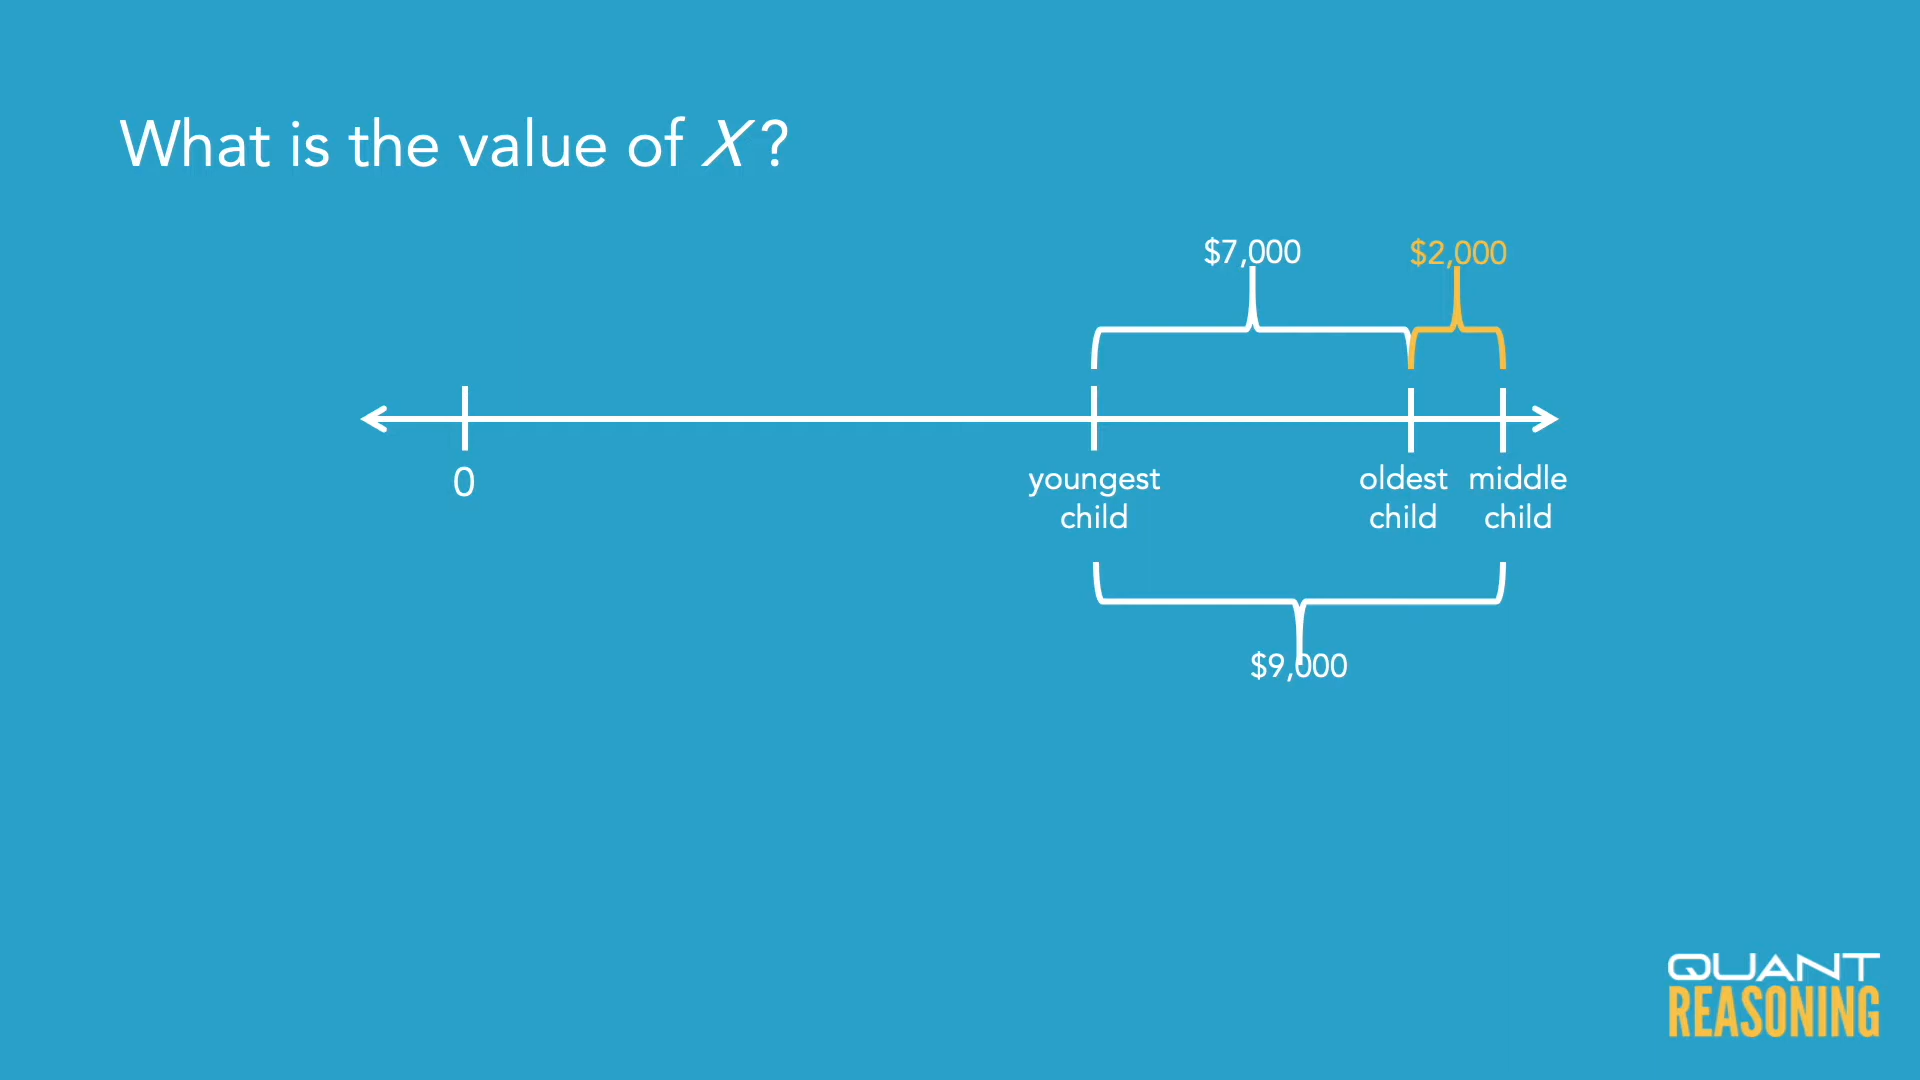 What is the value of X?
$7,000 $2,000
0
youngest child
oldest child
middle child
$9,000
QUANT
REASONING